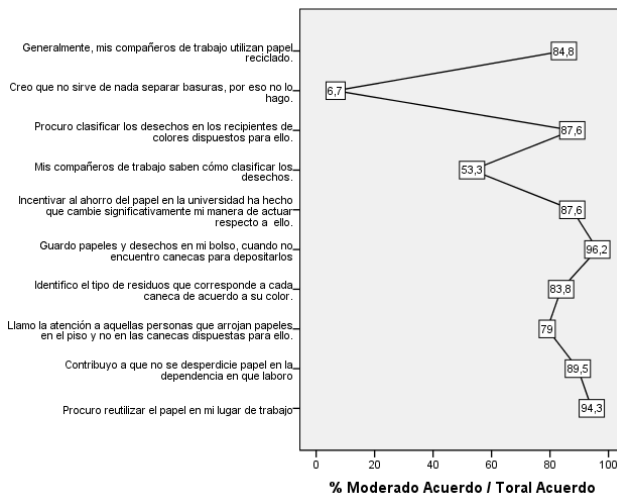 Generalmente, mis compañeros de trabajo utilizan papel
reciclado.
84,8
Creo que no sirve de nada separar basuras, por eso no lo
hago.
6,7
Procuro clasificar los desechos en los recipientes de
colores dispuestos para ello.
87,6
Mis compañeros de trabajo saben cómo clasificar los
desechos.
53,3
Incentivar al ahorro del papel en la universidad ha hecho
que cambie significativamente mi manera de actuar
respecto a ello.
87,6
Guardo papeles y desechos en mi bolso, cuando no
encuentro canecas para depositarlos
96,2
Identifico el tipo de residuos que corresponde a cada
caneca de acuerdo a su color.
83,8
Llamo la atención a aquellas personas que arrojan papeles
en el piso y no en las canecas dispuestas para ello.
79
Contribuyo a que no se desperdicie papel en la
dependencia en que laboro
89,5
Procuro reutilizar el papel en mi lugar de trabajo
94,3
0 20 40 60 80 100
% Moderado Acuerdo / Toral Acuerdo